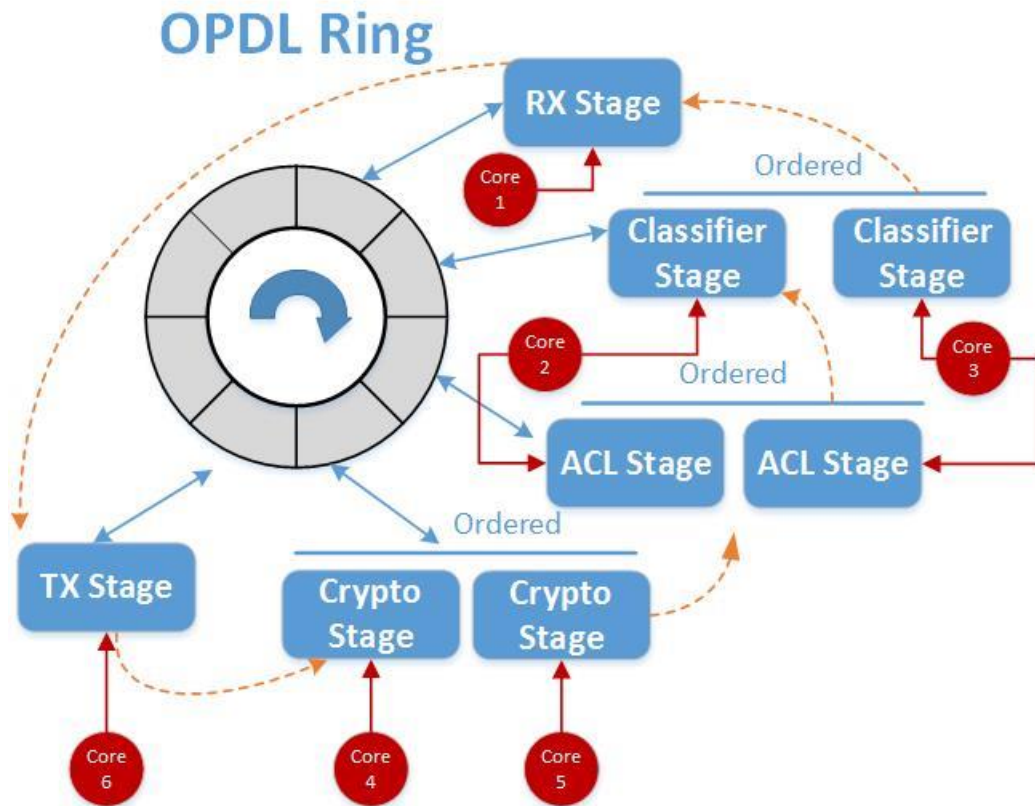 OPDL Ring
RX Stage
Core
1
Ordered
Classifier
Stage
Classifier
Stage
Core
2
Core
3
Ordered
ACL Stage
ACL Stage
Ordered
TX Stage
Crypto
Stage
Crypto
Stage
Core
6
Core
4
Core
5